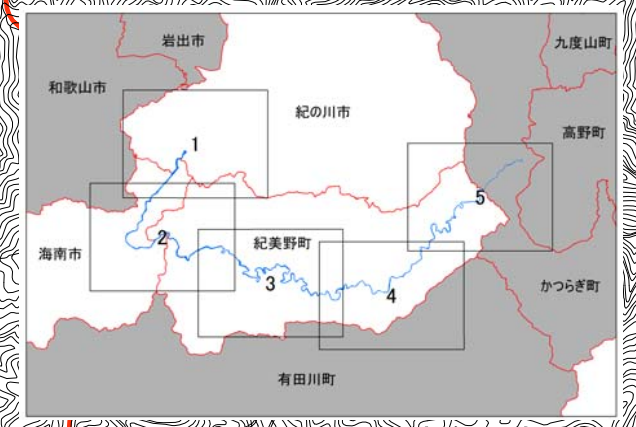 岩出市
九度山町
和歌山市
紀の川市
高野町
1
5
2
紀美野町
海南市
3
4
かつらぎ町
有田川町